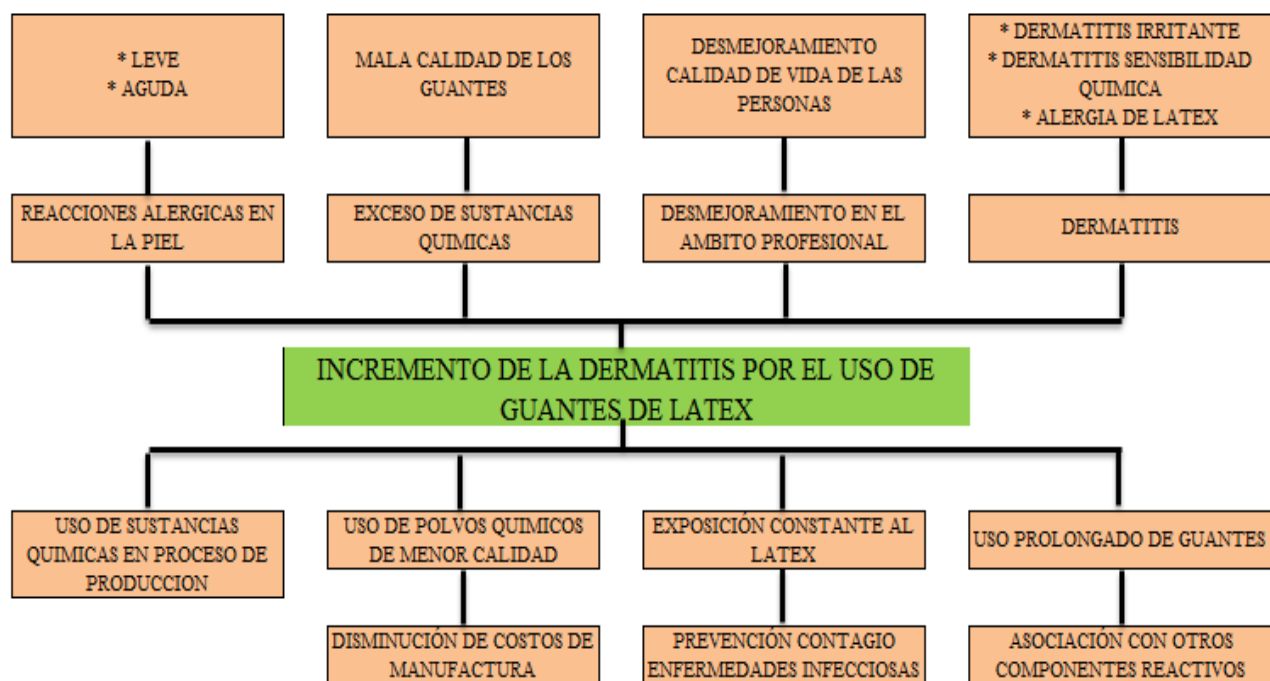 * LEVE
* AGUDA
MALA CALIDAD DE LOS
GUANTES
DESMEJORAMIENTO
CALIDAD DE VIDA DE LAS
PERSONAS
* DERMATITIS IRRITANTE
* DERMATITIS SENSIBILIDAD
QUIMICA
* ALERGIA DE LATEX
REACCIONES ALERGICAS EN
LA PIEL
EXCESO DE SUSTANCIAS
QUIMICAS
DESMEJORAMIENTO EN EL
AMBITO PROFESIONAL
DERMATITIS
INCREMENTO DE LA DERMATITIS POR EL USO DE
GUANTES DE LATEX
USO DE SUSTANCIAS
QUIMICAS EN PROCESO DE
PRODUCCION
USO DE POLVOS QUIMICOS
DE MENOR CALIDAD
EXPOSICIÓN CONSTANTE AL
LATEX
USO PROLONGADO DE GUANTES
DISMINUCIÓN DE COSTOS DE
MANUFACTURA
PREVENCIÓN CONTAGIO
ENFERMEDADES INFECCIOSAS
ASOCIACIÓN CON OTROS
COMPONENTES REACTIVOS